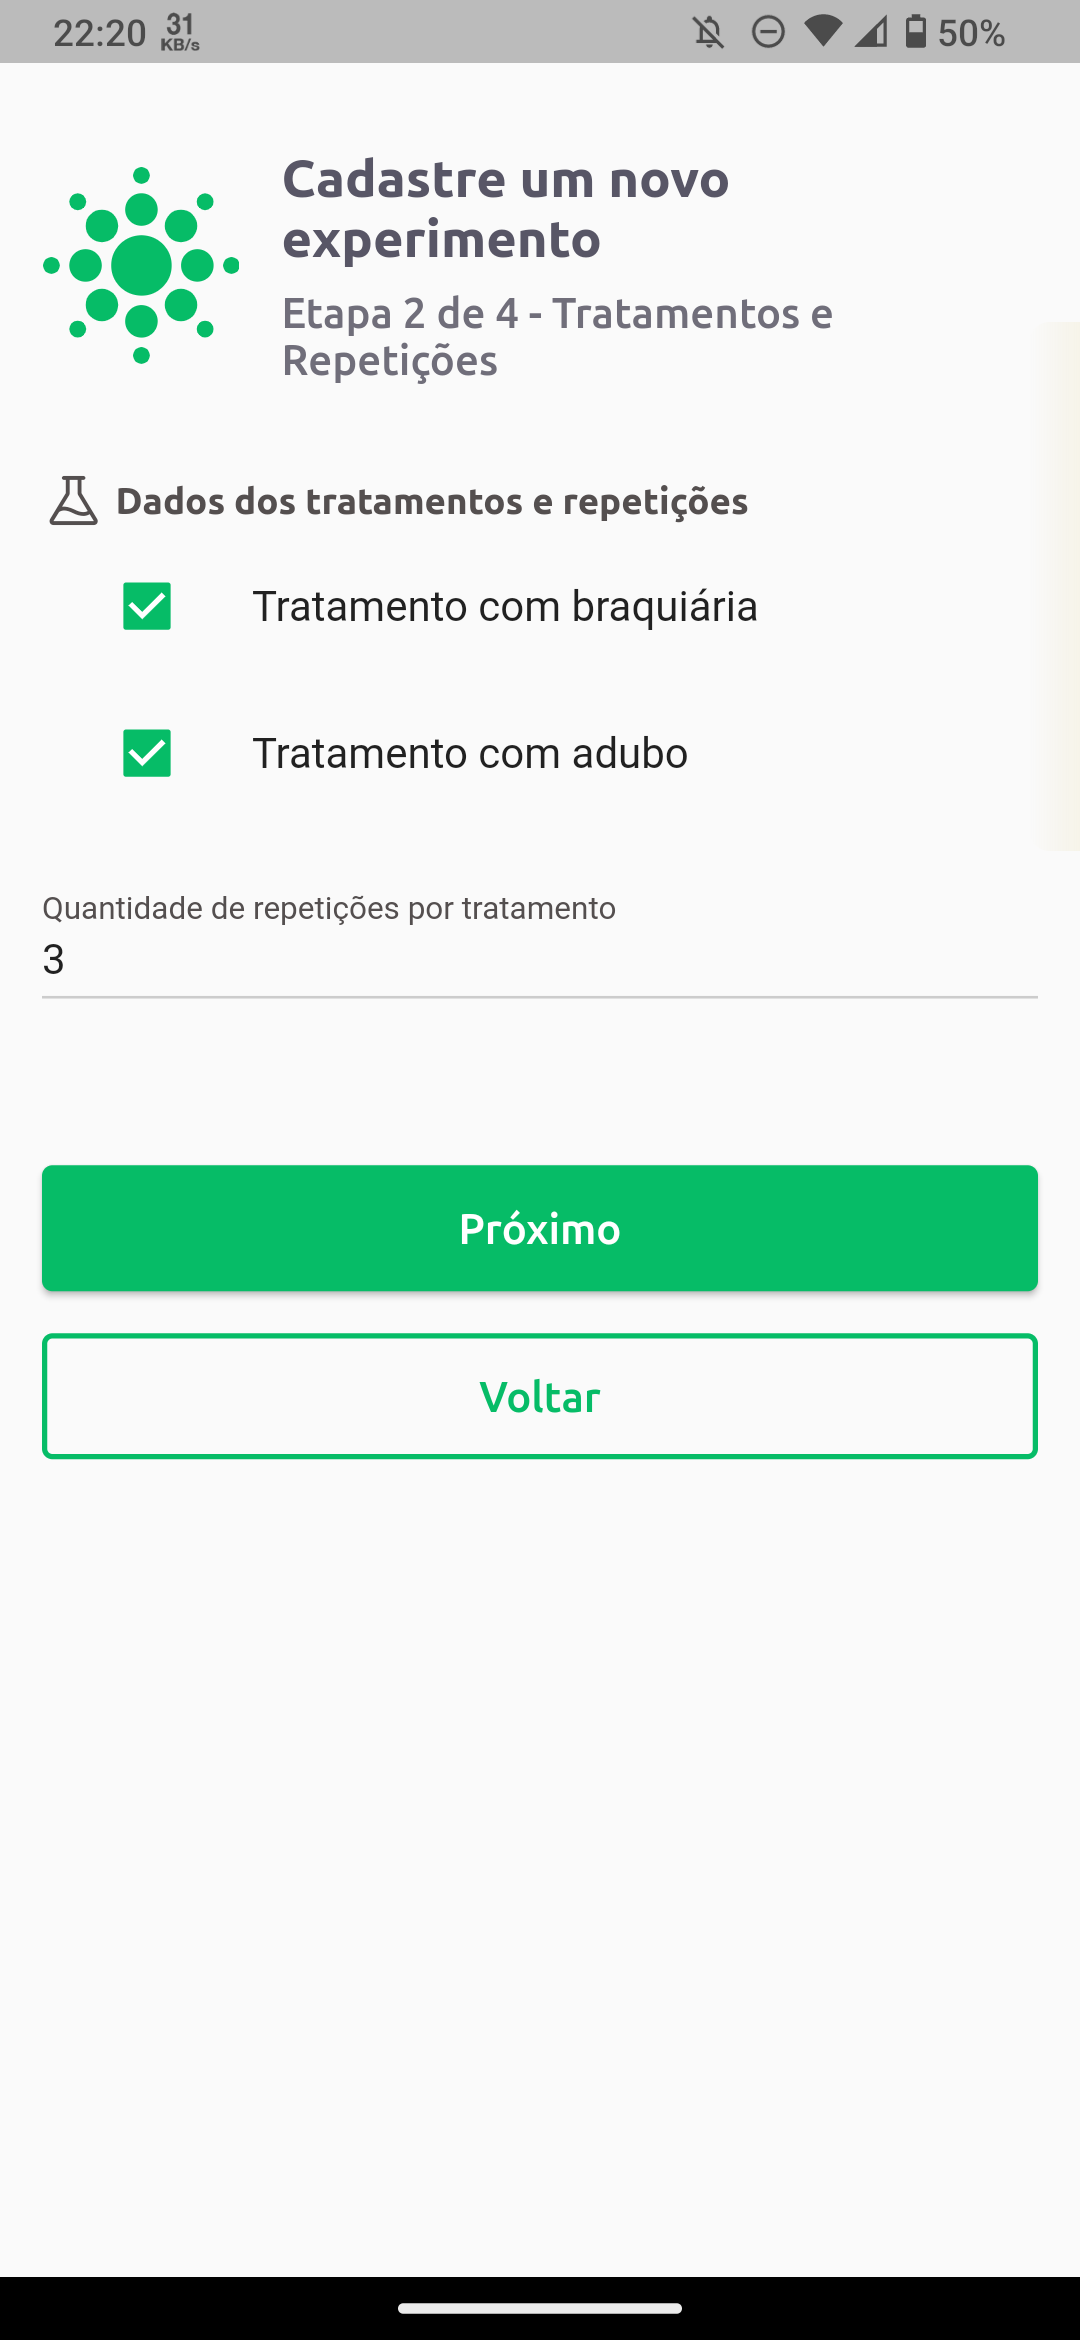 22:20 31 KB/s 50%
Cadastre um novo
experimento
Etapa 2 de 4 - Tratamentos e
Repetições
Dados dos tratamentos e repetições
Tratamento com braquiária
Tratamento com adubo
Quantidade de repetições por tratamento
3
Próximo
Voltar